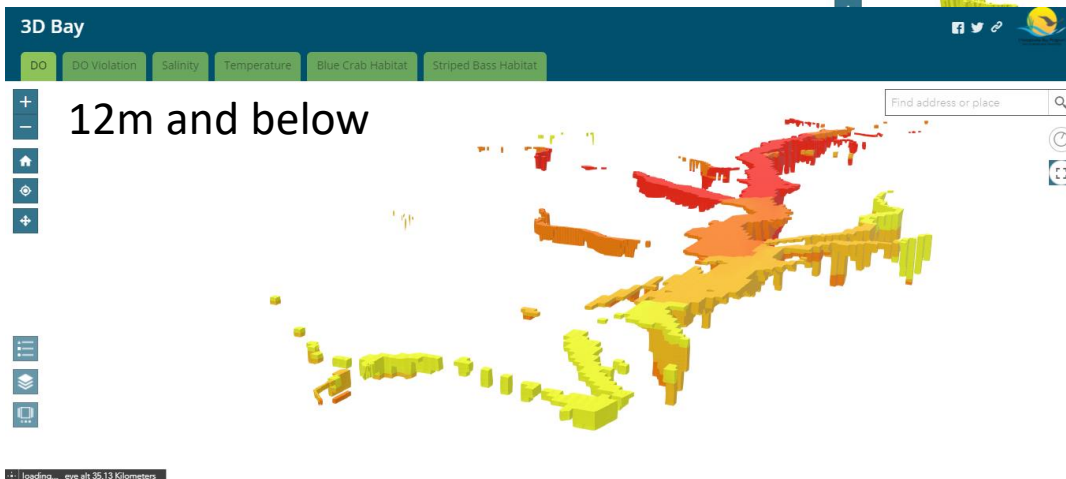 3D Bay
DO DO Violation Salinity Temperature Blue Crab Habitat Striped Bass Habitat
12m and below
Find address or place
loading... eye alt 35.13 Kilometers